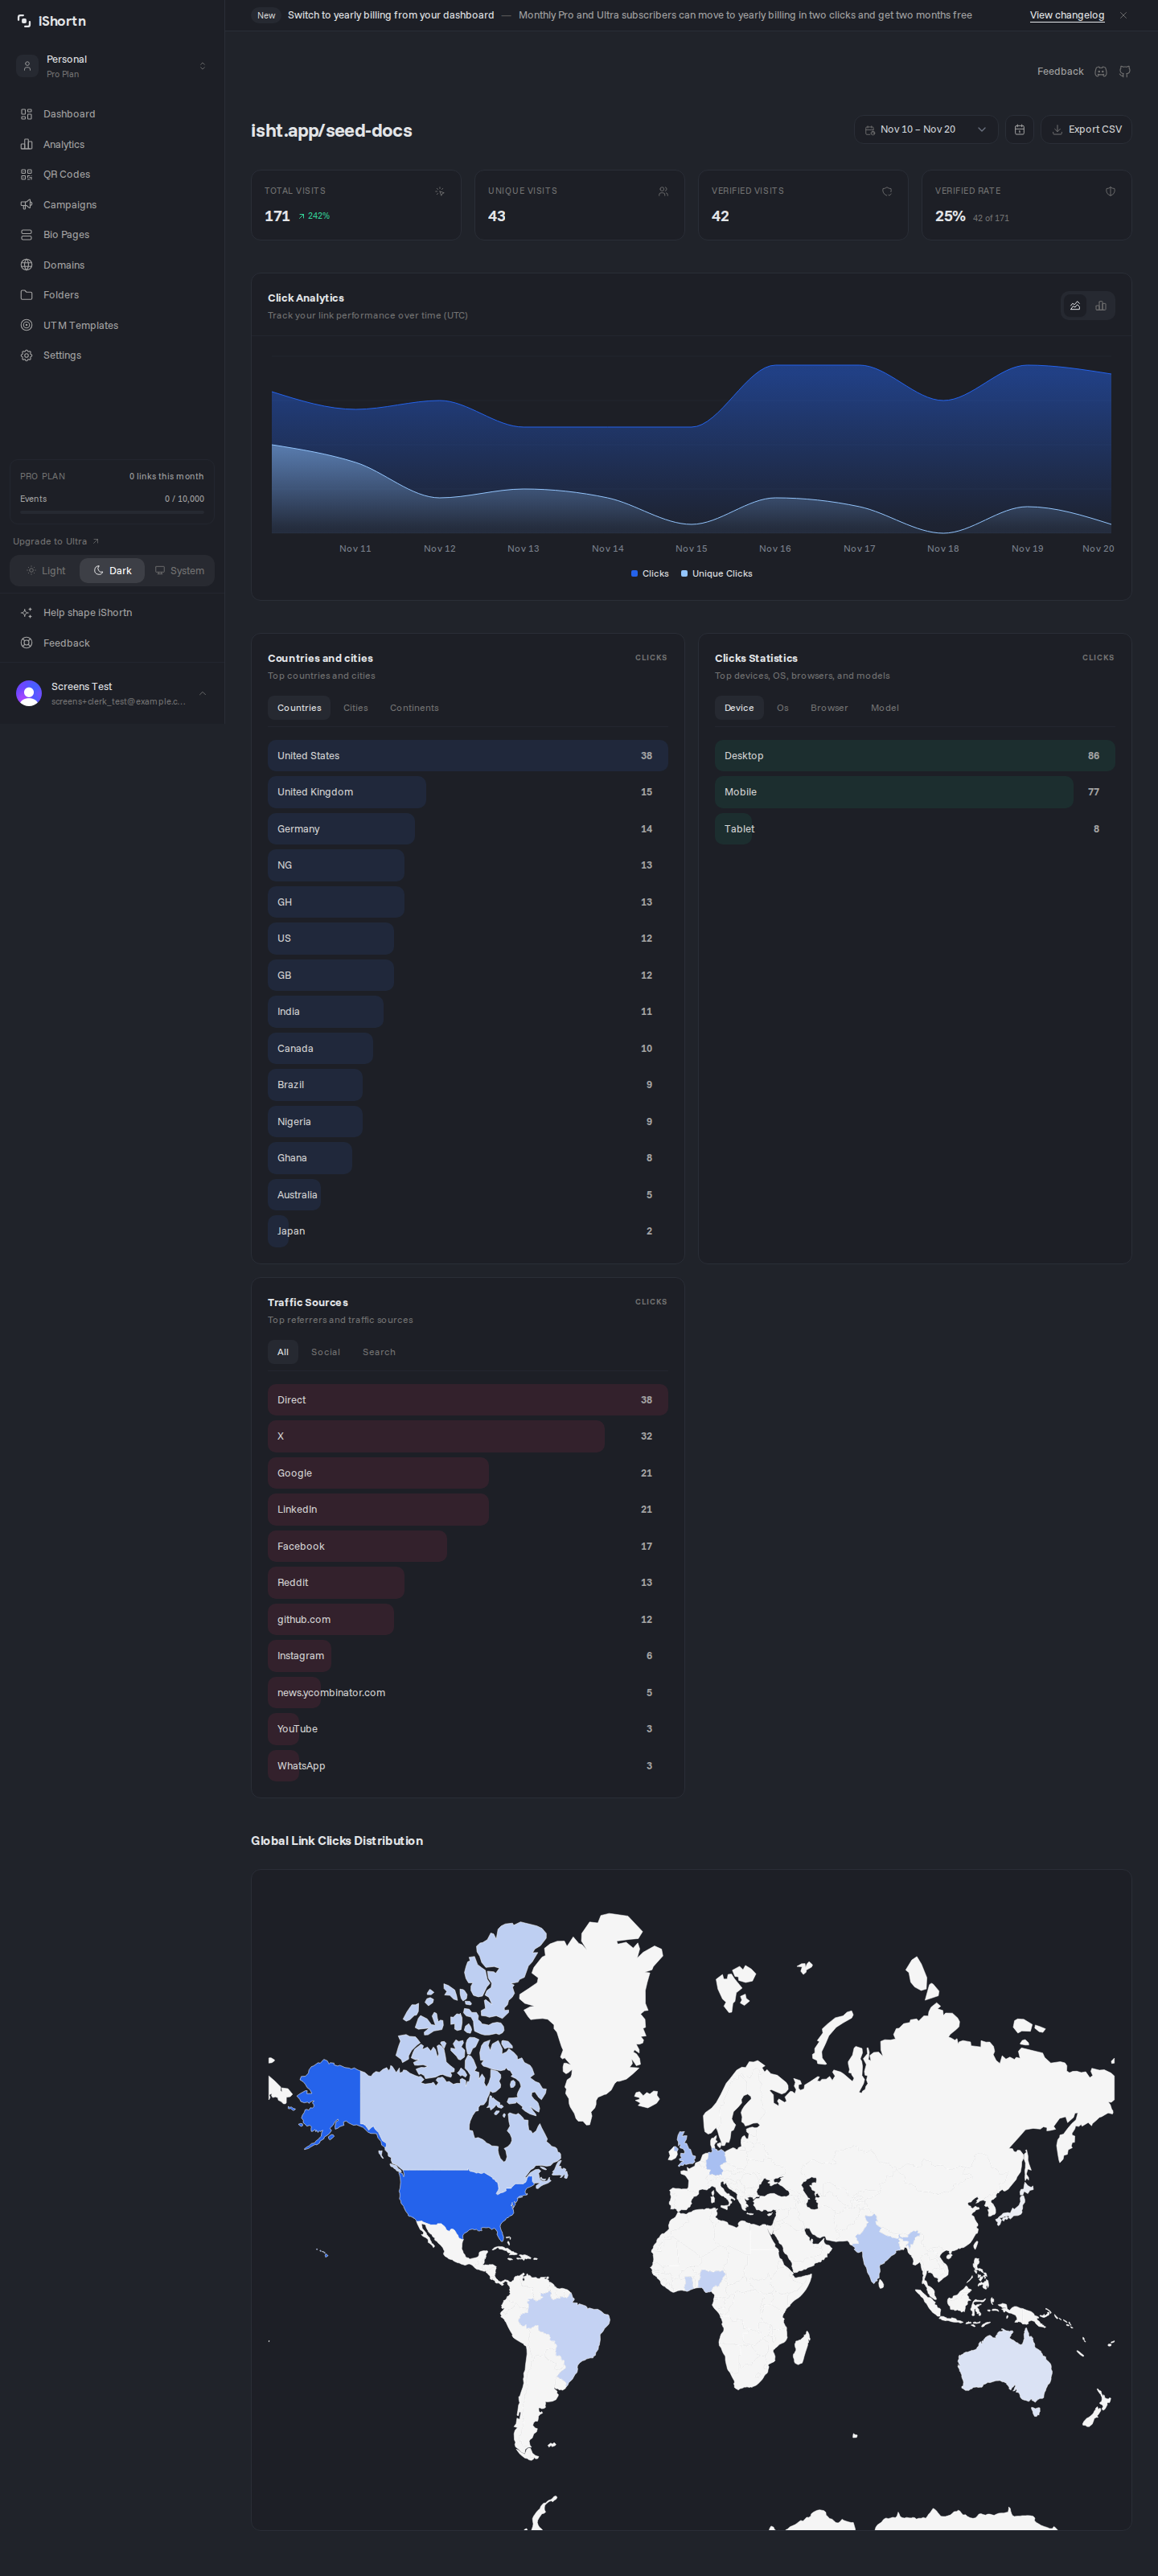 IShortn
Personal
Pro Plan
Dashboard
Analytics
QR Codes
Campaigns
Bio Pages
Domains
Folders
UTM Templates
Settings
PRO PLAN 0 links this month
Events 0 / 10,000
Upgrade to Ultra
Light Dark System
Help shape iShortn
Feedback
Screens Test
screens+clerk_test@example.c...
New Switch to yearly billing from your dashboard — Monthly Pro and Ultra subscribers can move to yearly billing in two clicks and get two months free View changelog
Feedback
isht.app/seed-docs
Nov 10 – Nov 20 Export CSV
TOTAL VISITS
171 242%
UNIQUE VISITS
43
VERIFIED VISITS
42
VERIFIED RATE
25% 42 of 171
Click Analytics
Track your link performance over time (UTC)
Nov 11 Nov 12 Nov 13 Nov 14 Nov 15 Nov 16 Nov 17 Nov 18 Nov 19 Nov 20
Clicks Unique Clicks
Countries and cities CLICKS
Top countries and cities
Countries Cities Continents
United States 38
United Kingdom 15
Germany 14
NG 13
GH 13
US 12
GB 12
India 11
Canada 10
Brazil 9
Nigeria 9
Ghana 8
Australia 5
Japan 2
Clicks Statistics CLICKS
Top devices, OS, browsers, and models
Device Os Browser Model
Desktop 86
Mobile 77
Tablet 8
Traffic Sources CLICKS
Top referrers and traffic sources
All Social Search
Direct 38
X 32
Google 21
LinkedIn 21
Facebook 17
Reddit 13
github.com 12
Instagram 6
news.ycombinator.com 5
YouTube 3
WhatsApp 3
Global Link Clicks Distribution